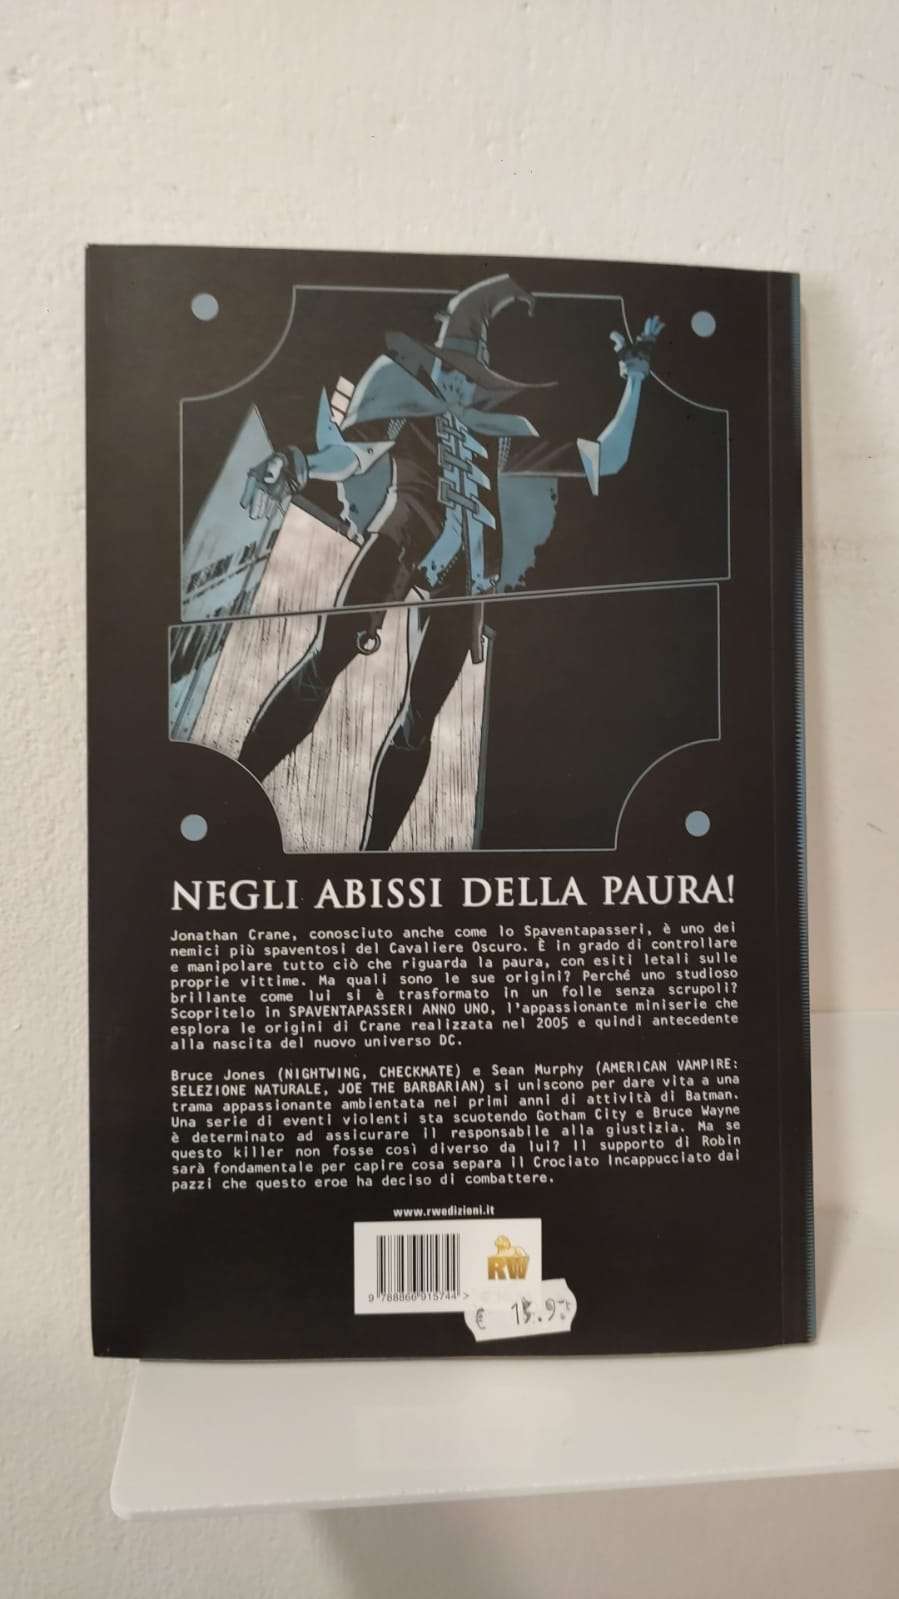 NEGLI ABISSI DELLA PAURA!
Jonathan Crane, conosciuto anche come lo Spaventapasseri, è uno dei
nemici più spaventosi del Cavaliere Oscuro. È in grado di controllare
e manipolare tutto ciò che riguarda la paura, con esiti letali sulle
proprie vittime. Ma quali sono le sue origini? Perché uno studioso
brillante come lui si è trasformato in un folle senza scrupoli?
Scopritelo in SPAVENTAPASSERI ANNO UNO, l'appassionante miniserie che
esplora le origini di Crane realizzata nel 2005 e quindi antecedente
alla nascita del nuovo universo DC.
Bruce Jones (NIGHTWING, CHECKMATE) e Sean Murphy (AMERICAN VAMPIRE:
SELEZIONE NATURALE, JOE THE BARBARIAN) si uniscono per dare vita a una
trama appassionante ambientata nei primi anni di attività di Batman.
Una serie di eventi violenti sta scuotendo Gotham City e Bruce Wayne
è determinato ad assicurare il responsabile alla giustizia. Ma se
questo killer non fosse così diverso da lui? Il supporto di Robin
sarà fondamentale per capire cosa separa il Crociato Incappucciato dai
pazzi che questo eroe ha deciso di combattere.
www.rwedizioni.it
RW
9 788866 915744 >
€